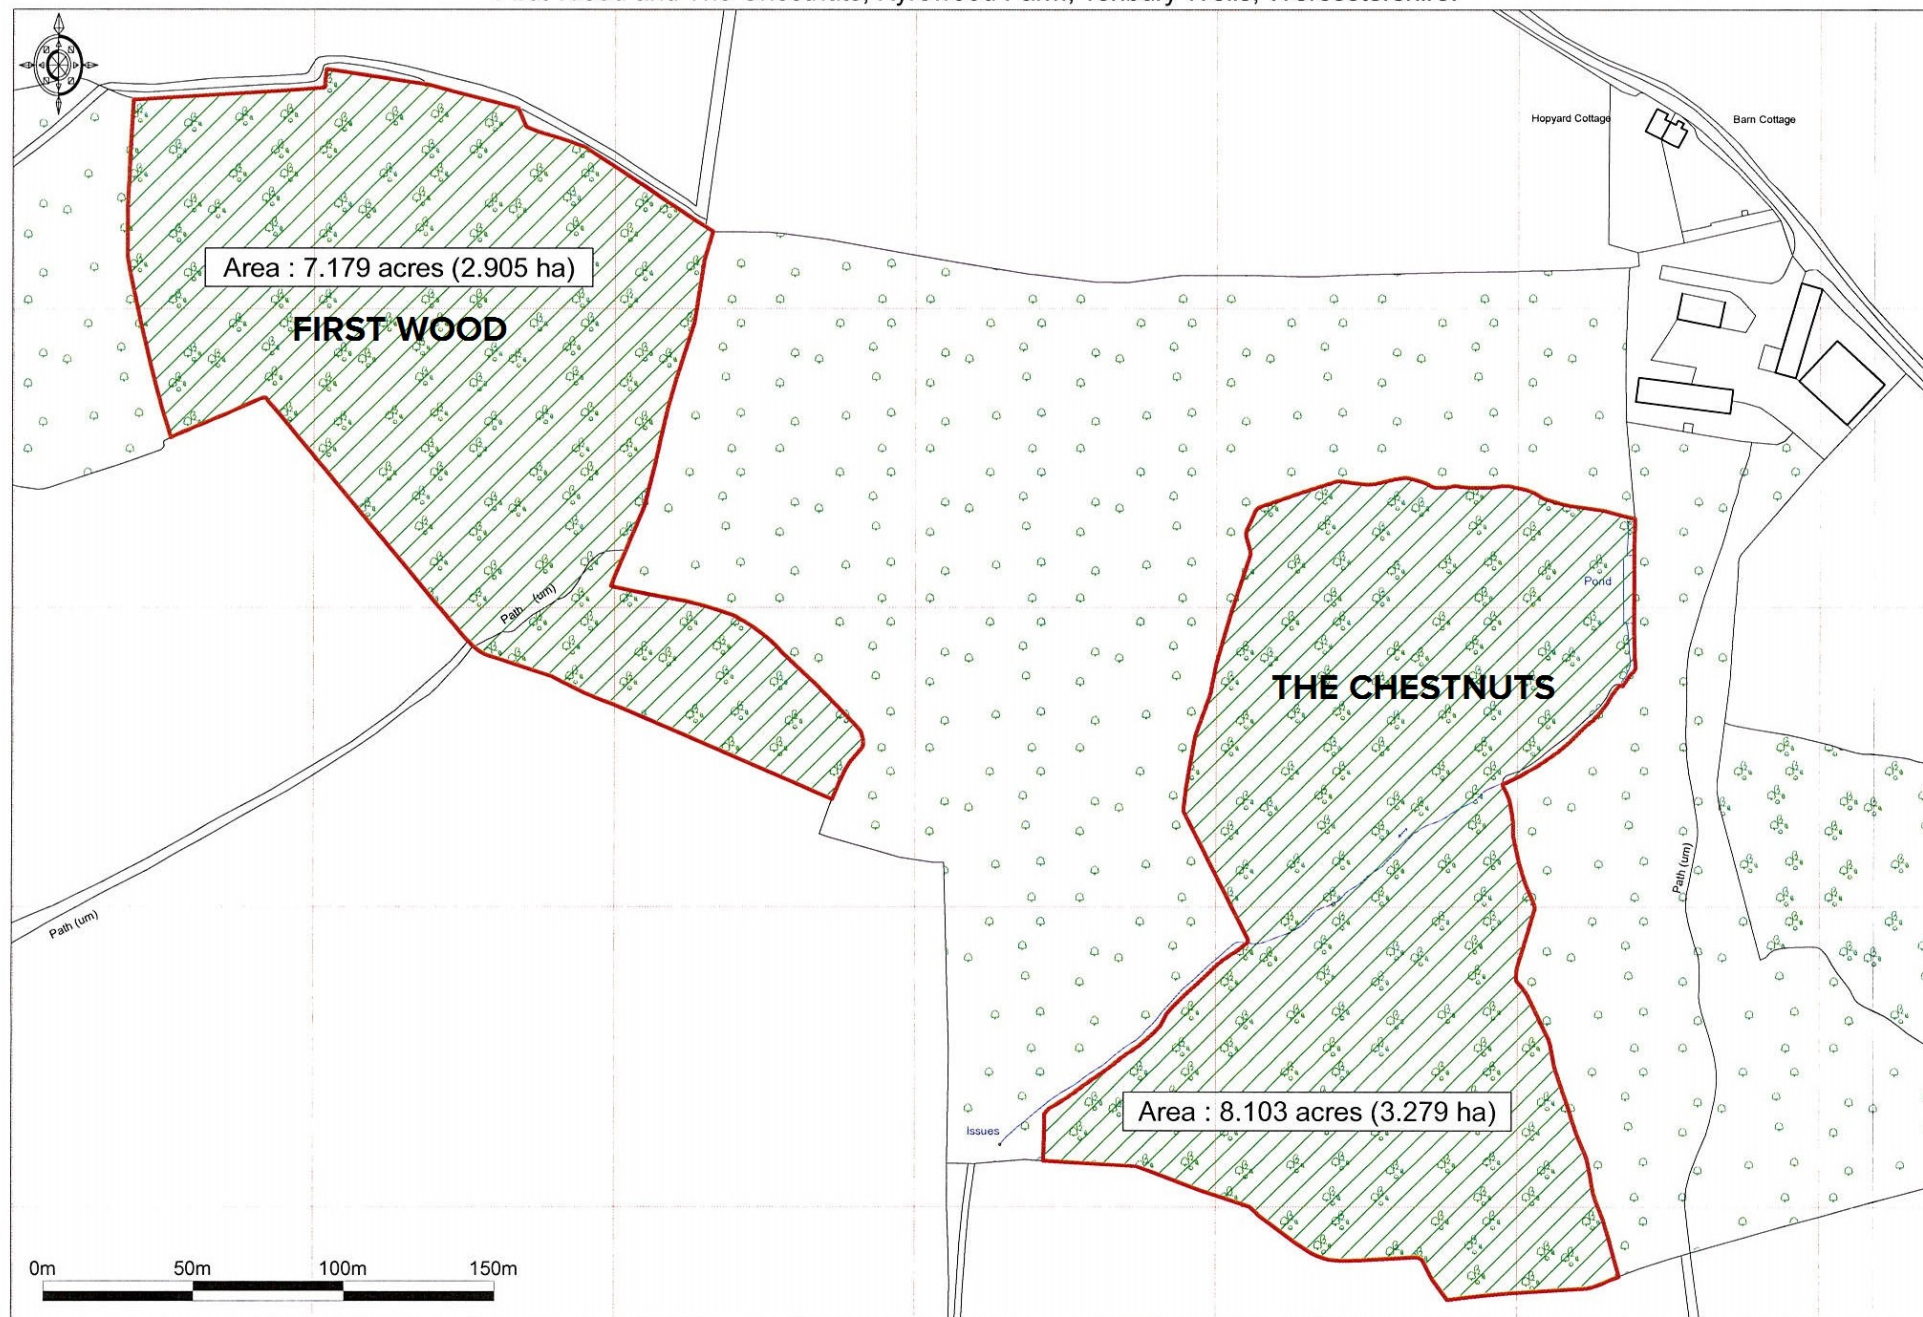 Hopyard Cottage
Barn Cottage
Area : 7.179 acres (2.905 ha)
FIRST WOOD
Pond
Path (um)
THE CHESTNUTS
Path (um)
Path (um)
Area : 8.103 acres (3.279 ha)
Issues
0m 50m 100m 150m